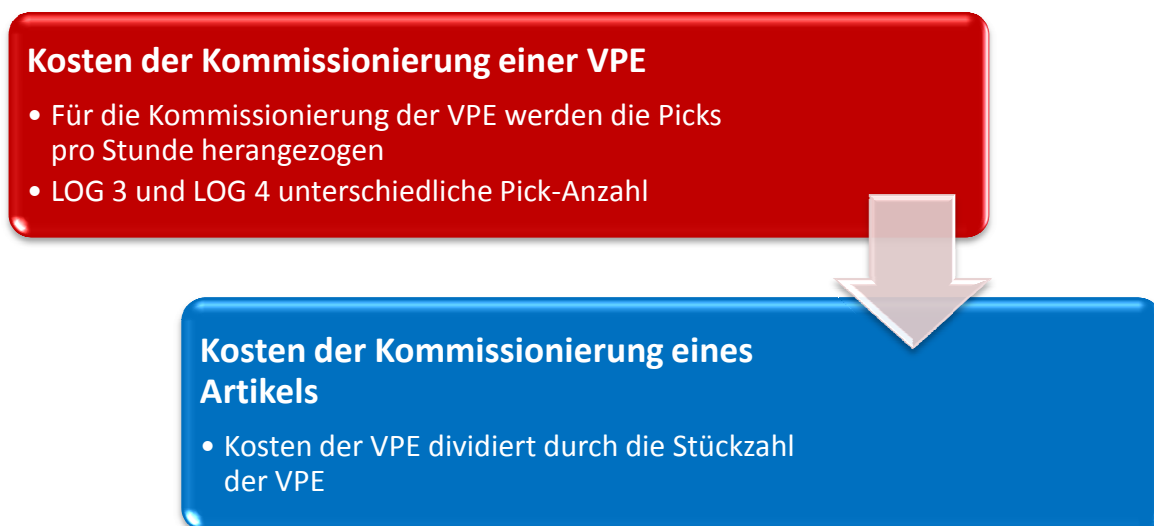 Kosten der Kommissionierung einer VPE
• Für die Kommissionierung der VPE werden die Picks
pro Stunde herangezogen
• LOG 3 und LOG 4 unterschiedliche Pick-Anzahl
Kosten der Kommissionierung eines
Artikels
• Kosten der VPE dividiert durch die Stückzahl
der VPE